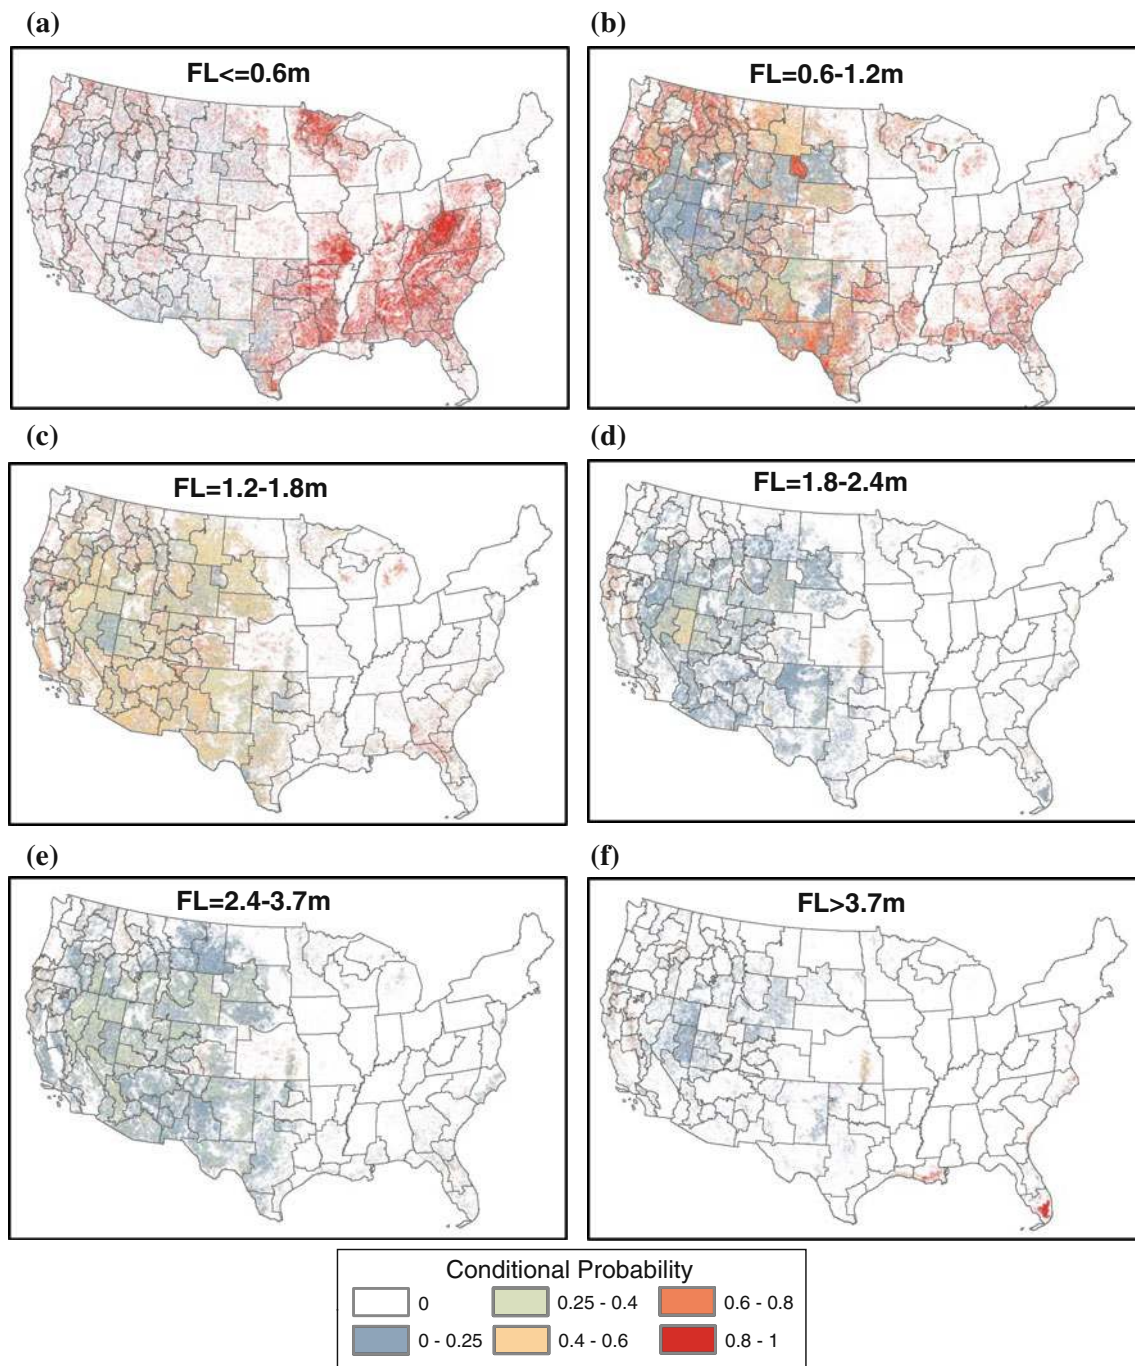 (a)
(b)
FL<=0.6m
FL=0.6-1.2m
(c)
(d)
FL=1.2-1.8m
FL=1.8-2.4m
(e)
(f)
FL=2.4-3.7m
FL>3.7m
Conditional Probability
0
0.25 - 0.4
0.6 - 0.8
0 - 0.25
0.4 - 0.6
0.8 - 1